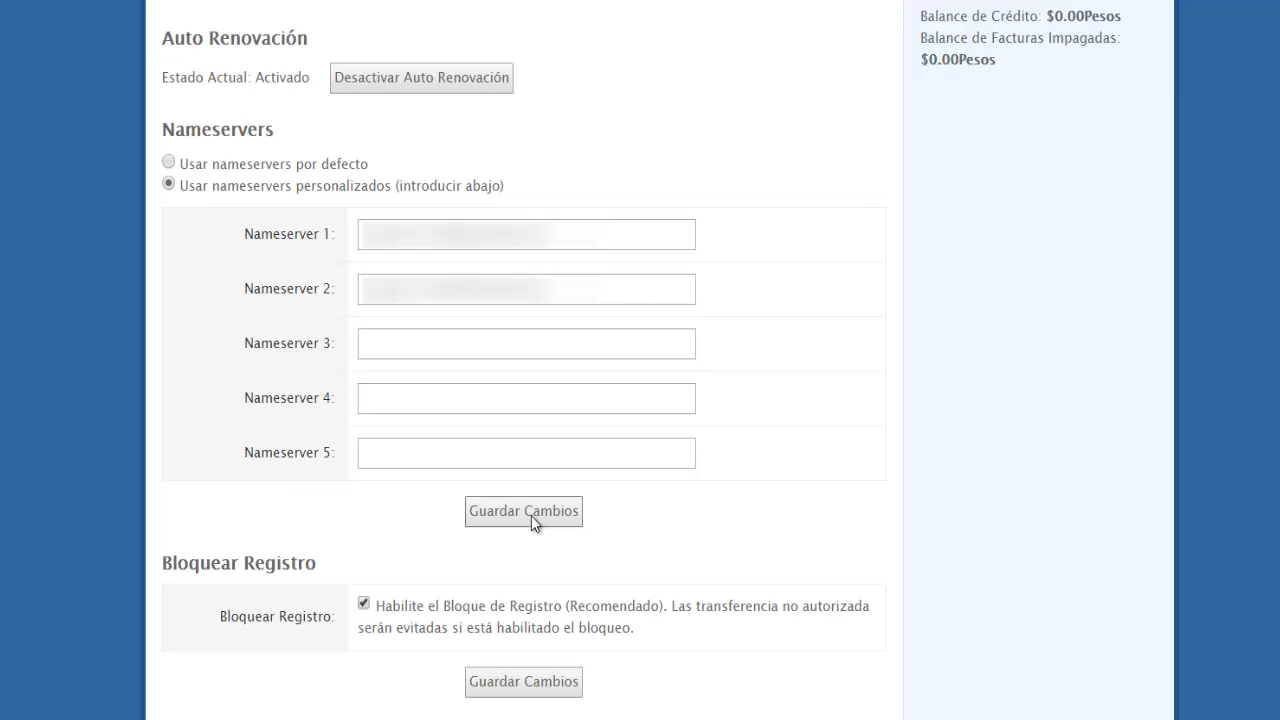 Balance de Crédito: $0.00Pesos
Balance de Facturas Impagadas:
$0.00Pesos
Auto Renovación
Estado Actual: Activado
Desactivar Auto Renovación
Nameservers
Usar nameservers por defecto
Usar nameservers personalizados (introducir abajo)
Nameserver 1:
Nameserver 2:
Nameserver 3:
Nameserver 4:
Nameserver 5:
Guardar Cambios
Bloquear Registro
Bloquear Registro:
Habilite el Bloque de Registro (Recomendado). Las transferencia no autorizada
serán evitadas si está habilitado el bloqueo.
Guardar Cambios